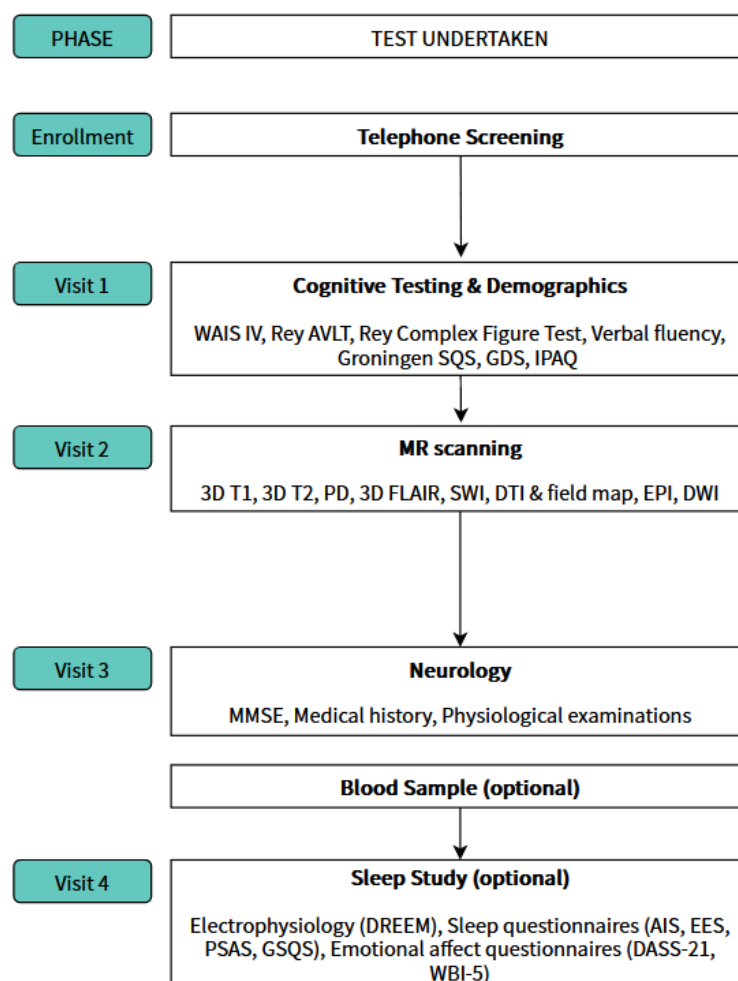 PHASE
TEST UNDERTAKEN
Enrollment
Telephone Screening
Visit 1
Cognitive Testing & Demographics
WAIS IV, Rey AVLT, Rey Complex Figure Test, Verbal fluency,
Groningen SQS, GDS, IPAQ
Visit 2
MR scanning
3D T1, 3D T2, PD, 3D FLAIR, SWI, DTI & field map, EPI, DWI
Visit 3
Neurology
MMSE, Medical history, Physiological examinations
Blood Sample (optional)
Visit 4
Sleep Study (optional)
Electrophysiology (DREEM), Sleep questionnaires (AIS, EES,
PSAS, GSQS), Emotional affect questionnaires (DASS-21,
WBI-5)